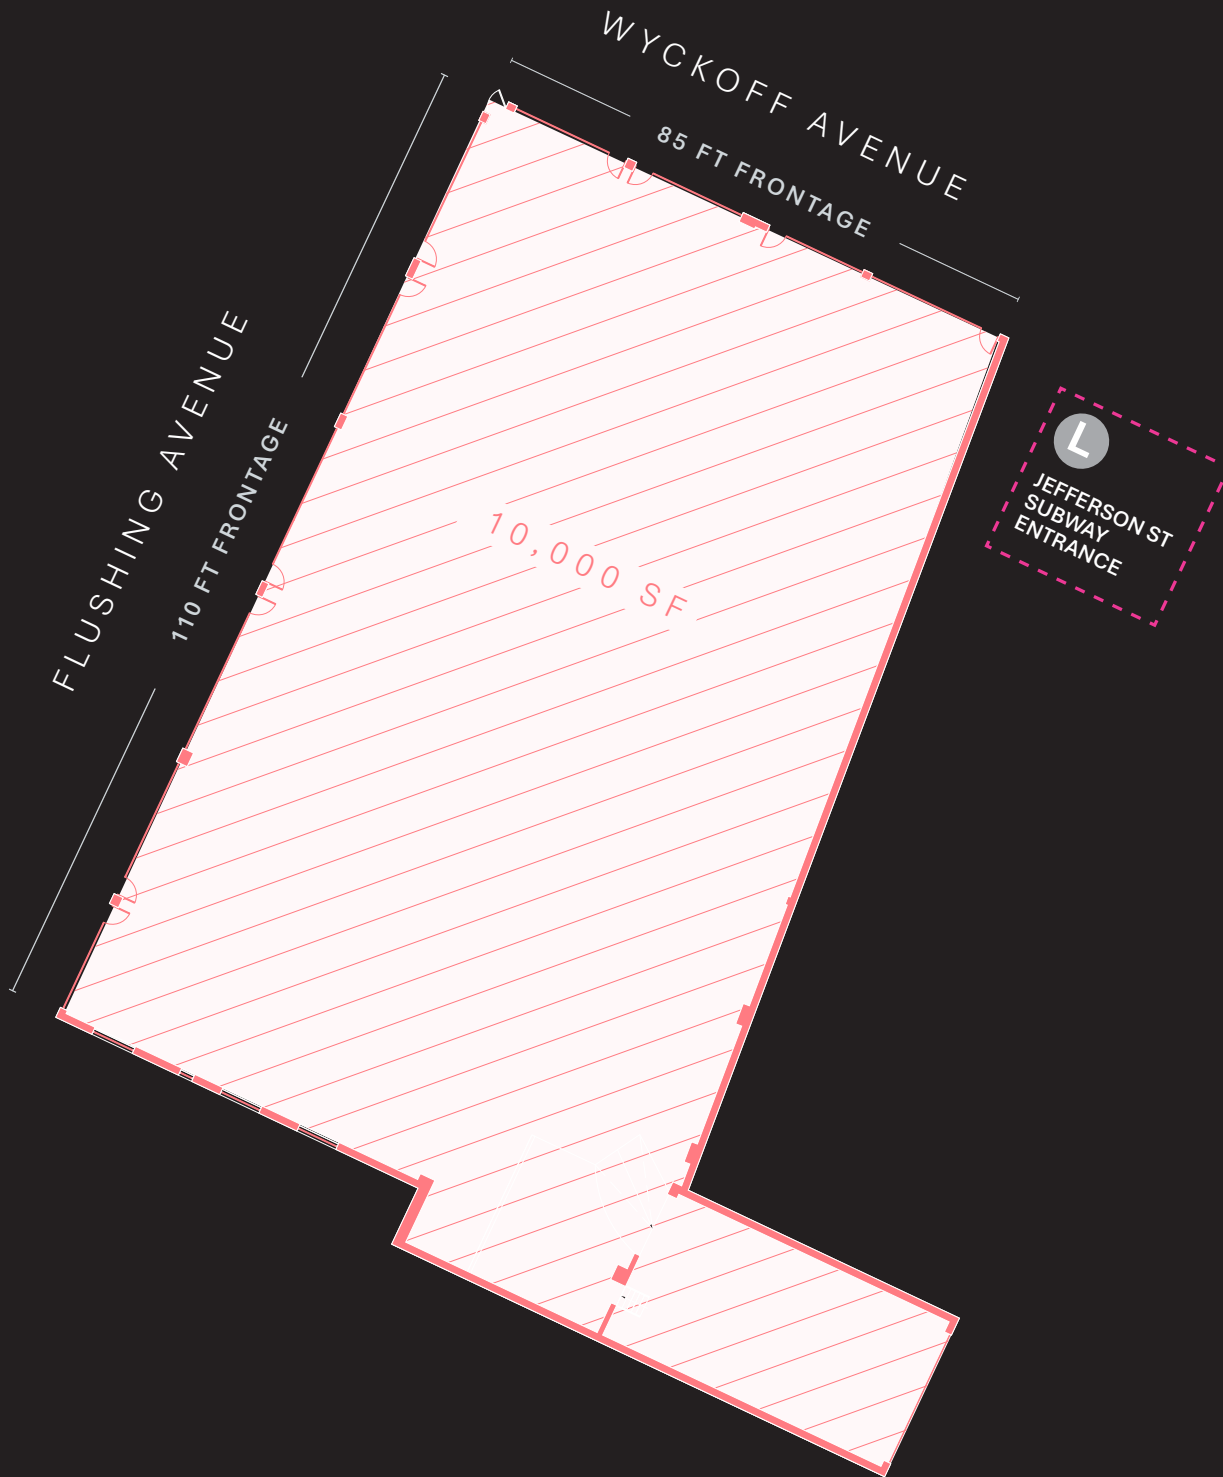 WYCKOFF AVENUE
85 FT FRONTAGE
FLUSHING AVENUE
110 FT FRONTAGE
10,000 SF
L
JEFFERSON ST
SUBWAY
ENTRANCE